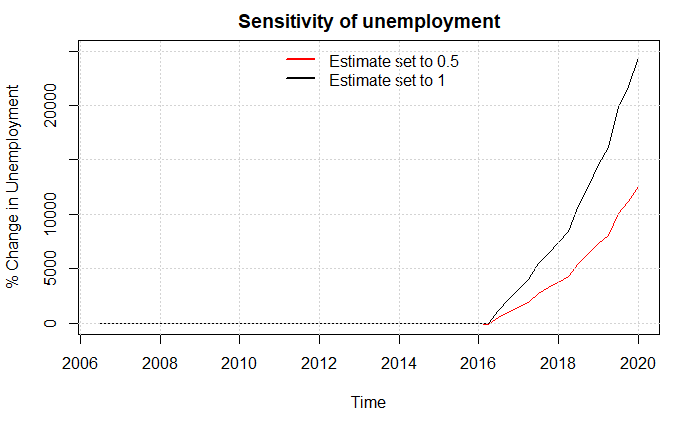 Sensitivity of unemployment
Estimate set to 0.5
Estimate set to 1
% Change in Unemployment
20000
10000
5000
0
2006 2008 2010 2012 2014 2016 2018 2020
Time